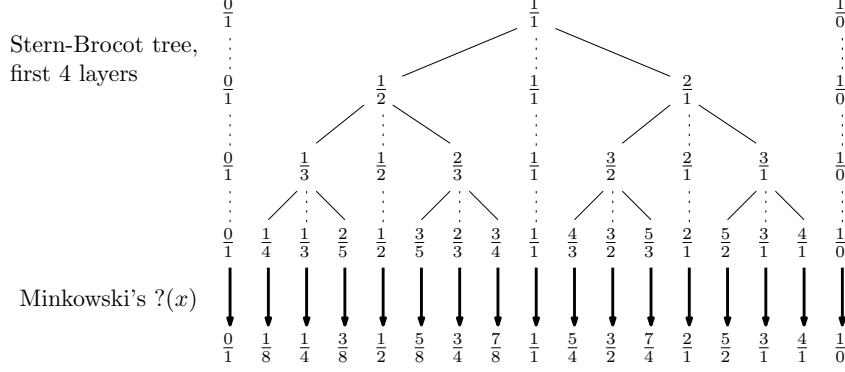 0/1 1/1 1/0
Stern-Brocot tree,
first 4 layers
0/1 1/2 1/1 2/1 1/0
0/1 1/3 1/2 2/3 1/1 3/2 2/1 3/1 1/0
0/1 1/4 1/3 2/5 1/2 3/5 2/3 3/4 1/1 4/3 3/2 5/3 2/1 5/2 3/1 4/1 1/0
Minkowski's ?(x)
0/1 1/8 1/4 3/8 1/2 5/8 3/4 7/8 1/1 5/4 3/2 7/4 2/1 5/2 3/1 4/1 1/0